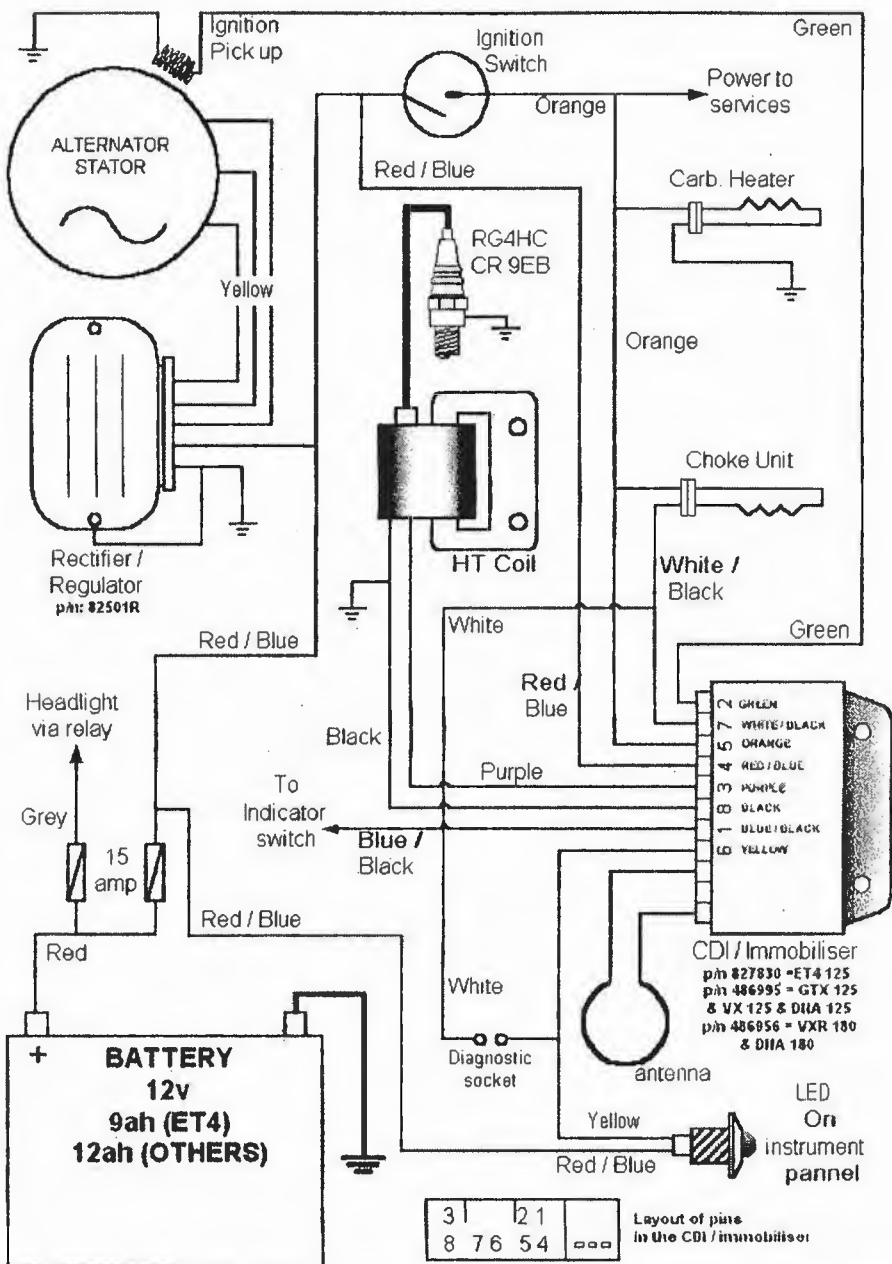 Ignition
Pick up
Ignition
Switch
Green
Power to
services
Orange
ALTERNATOR
STATOR
Red / Blue
Carb. Heater
RG4HC
CR 9EB
Yellow
Orange
Choke Unit
Rectifier /
Regulator
p/n: 82501R
HT Coil
White /
Black
White
Green
Red / Blue
Red /
Blue
Headlight
via relay
2 GREEN
7 WHITE/BLACK
5 ORANGE
4 RED/BLUE
3 PURPLE
8 BLACK
1 BLUE/BLACK
6 YELLOW
Black
Purple
To
Indicator
switch
Grey
Blue /
Black
15
amp
Red / Blue
Red
CDI / Immobiliser
p/n 827830 =ET4 125
p/n 486995 = GTX 125
& VX 125 & DNA 125
p/n 486956 = VXR 180
& DNA 180
White
+
BATTERY
12v
9ah (ET4)
12ah (OTHERS)
Diagnostic
socket
antenna
LED
On
instrument
pannel
Yellow
Red / Blue
3 2 1
8 7 6 5 4
Layout of pins
in the CDI / immobiliser